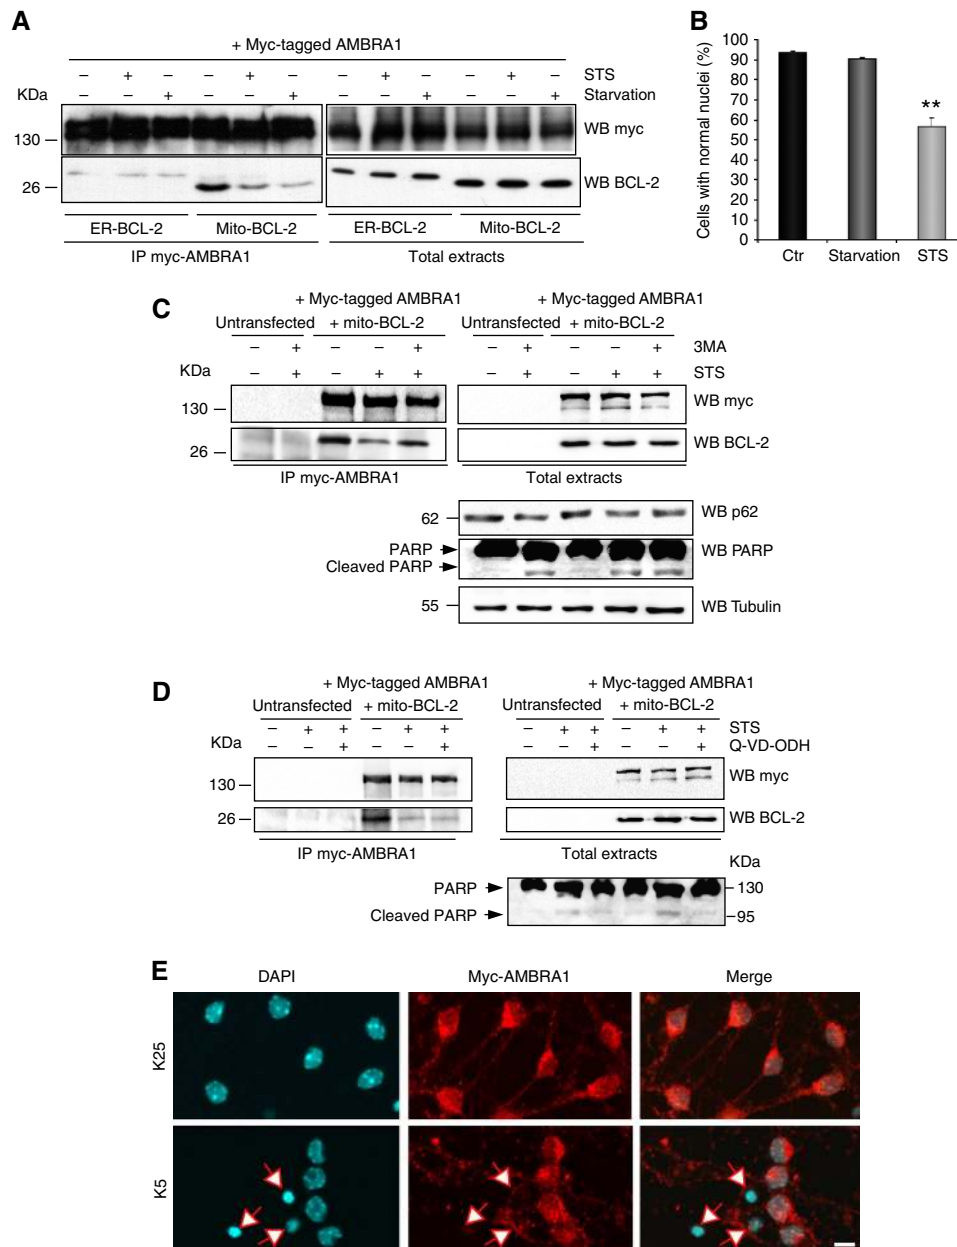 A
+ Myc-tagged AMBRA1
– + – – + – – + – – + – STS
KDa – – + – – + – – + – – + Starvation
130 – WB myc
26 – WB BCL-2
ER-BCL-2 Mito-BCL-2 ER-BCL-2 Mito-BCL-2
IP myc-AMBRA1 Total extracts
B
Cells with normal nuclei (%)
100
90
80
70
60
50
40
30
20
10
0
**
Ctr Starvation STS
C
+ Myc-tagged AMBRA1 + Myc-tagged AMBRA1
Untransfected + mito-BCL-2 Untransfected + mito-BCL-2
– + – – + – + – – + 3MA
KDa – + – + + – + – + + STS
130 – WB myc
26 – WB BCL-2
IP myc-AMBRA1 Total extracts
62 – WB p62
PARP WB PARP
Cleaved PARP
55 – WB Tubulin
D
+ Myc-tagged AMBRA1 + Myc-tagged AMBRA1
Untransfected + mito-BCL-2 Untransfected + mito-BCL-2
– + + – + + – + + – + + STS
KDa – – + – – + – – + – – + Q-VD-ODH
130 – WB myc
26 – WB BCL-2
IP myc-AMBRA1 Total extracts
KDa
PARP – 130
Cleaved PARP – 95
E
DAPI Myc-AMBRA1 Merge
K25
K5